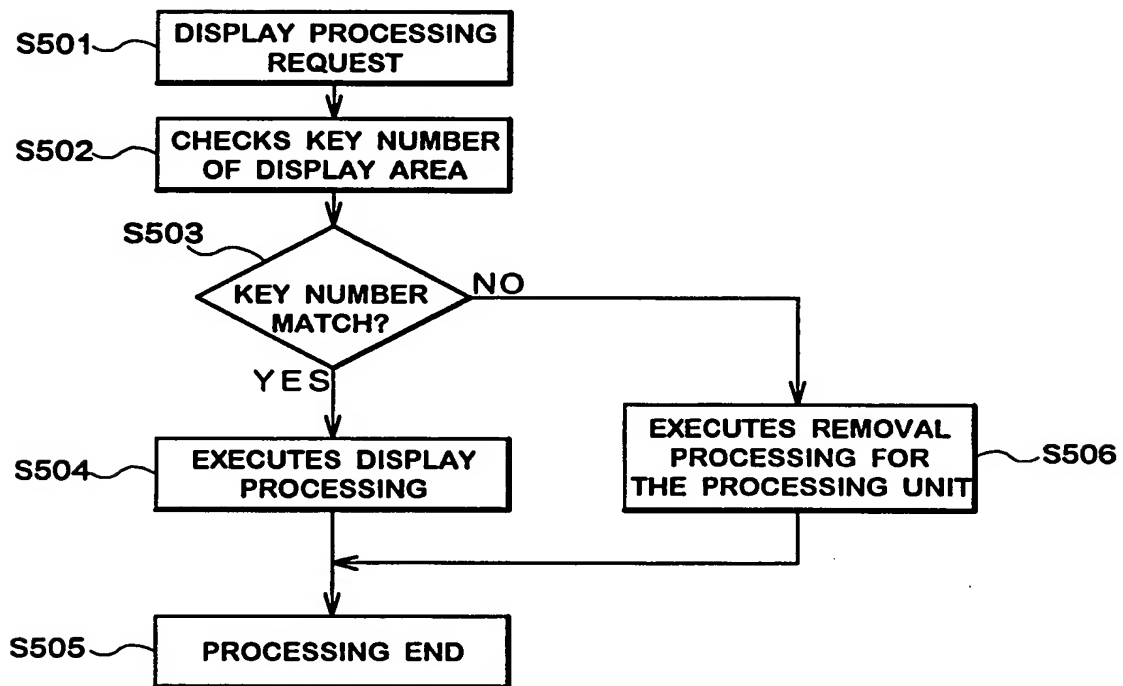 S501
DISPLAY PROCESSING
REQUEST
S502
CHECKS KEY NUMBER
OF DISPLAY AREA
S503
KEY NUMBER
MATCH?
NO
YES
S504
EXECUTES DISPLAY
PROCESSING
EXECUTES REMOVAL
PROCESSING FOR
THE PROCESSING UNIT
S506
S505
PROCESSING END